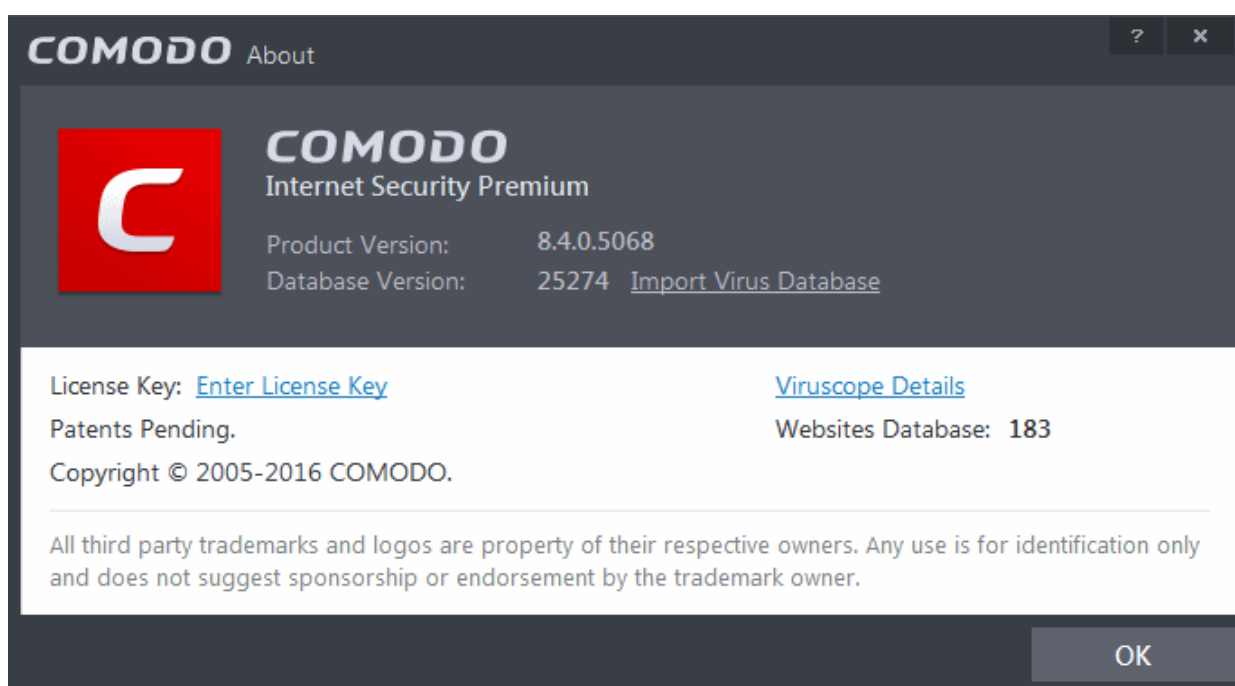 COMODO About
? ×
COMODO
Internet Security Premium
Product Version: 8.4.0.5068
Database Version: 25274 Import Virus Database
License Key: Enter License Key
Viruscope Details
Patents Pending.
Websites Database: 183
Copyright © 2005-2016 COMODO.
All third party trademarks and logos are property of their respective owners. Any use is for identification only
and does not suggest sponsorship or endorsement by the trademark owner.
OK